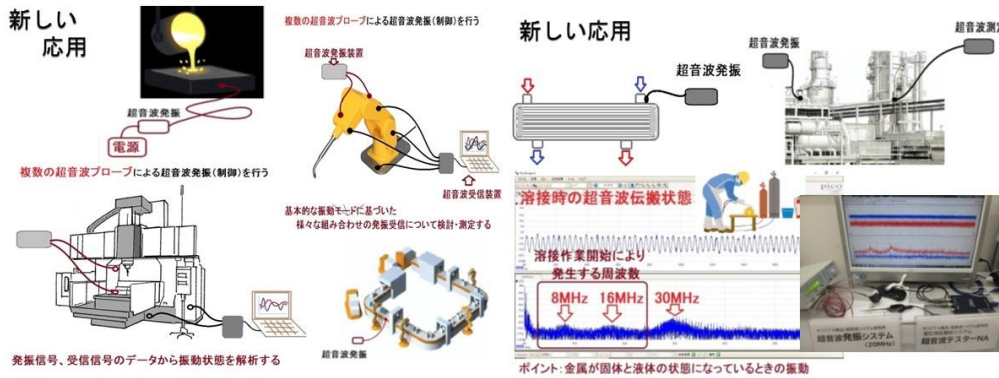 新しい
応用
超音波発振
電源
複数の超音波プローブによる超音波発振(制御)を行う
発振信号、受信信号のデータから振動状態を解析する
複数の超音波プローブによる超音波発振(制御)を行う
超音波発振装置
超音波受信装置
基本的な振動モードに基づいた
様々な組み合わせの発振受信について検討・測定する
超音波発振
新しい応用
超音波発振
超音波発振
超音波測定
溶接時の超音波伝搬状態
溶接作業開始により
発生する周波数
8MHz 16MHz 30MHz
pico
超音波発振システム
(20MHz)
超音波テスターNA
ポイント:金属が固体と液体の状態になっているときの振動